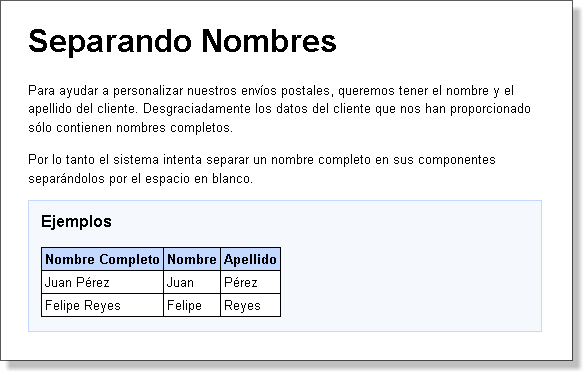 Separando Nombres
Para ayudar a personalizar nuestros envíos postales, queremos tener el nombre y el
apellido del cliente. Desgraciadamente los datos del cliente que nos han proporcionado
sólo contienen nombres completos.
Por lo tanto el sistema intenta separar un nombre completo en sus componentes
separándolos por el espacio en blanco.
Ejemplos
Nombre Completo Nombre Apellido
Juan Pérez Juan Pérez
Felipe Reyes Felipe Reyes